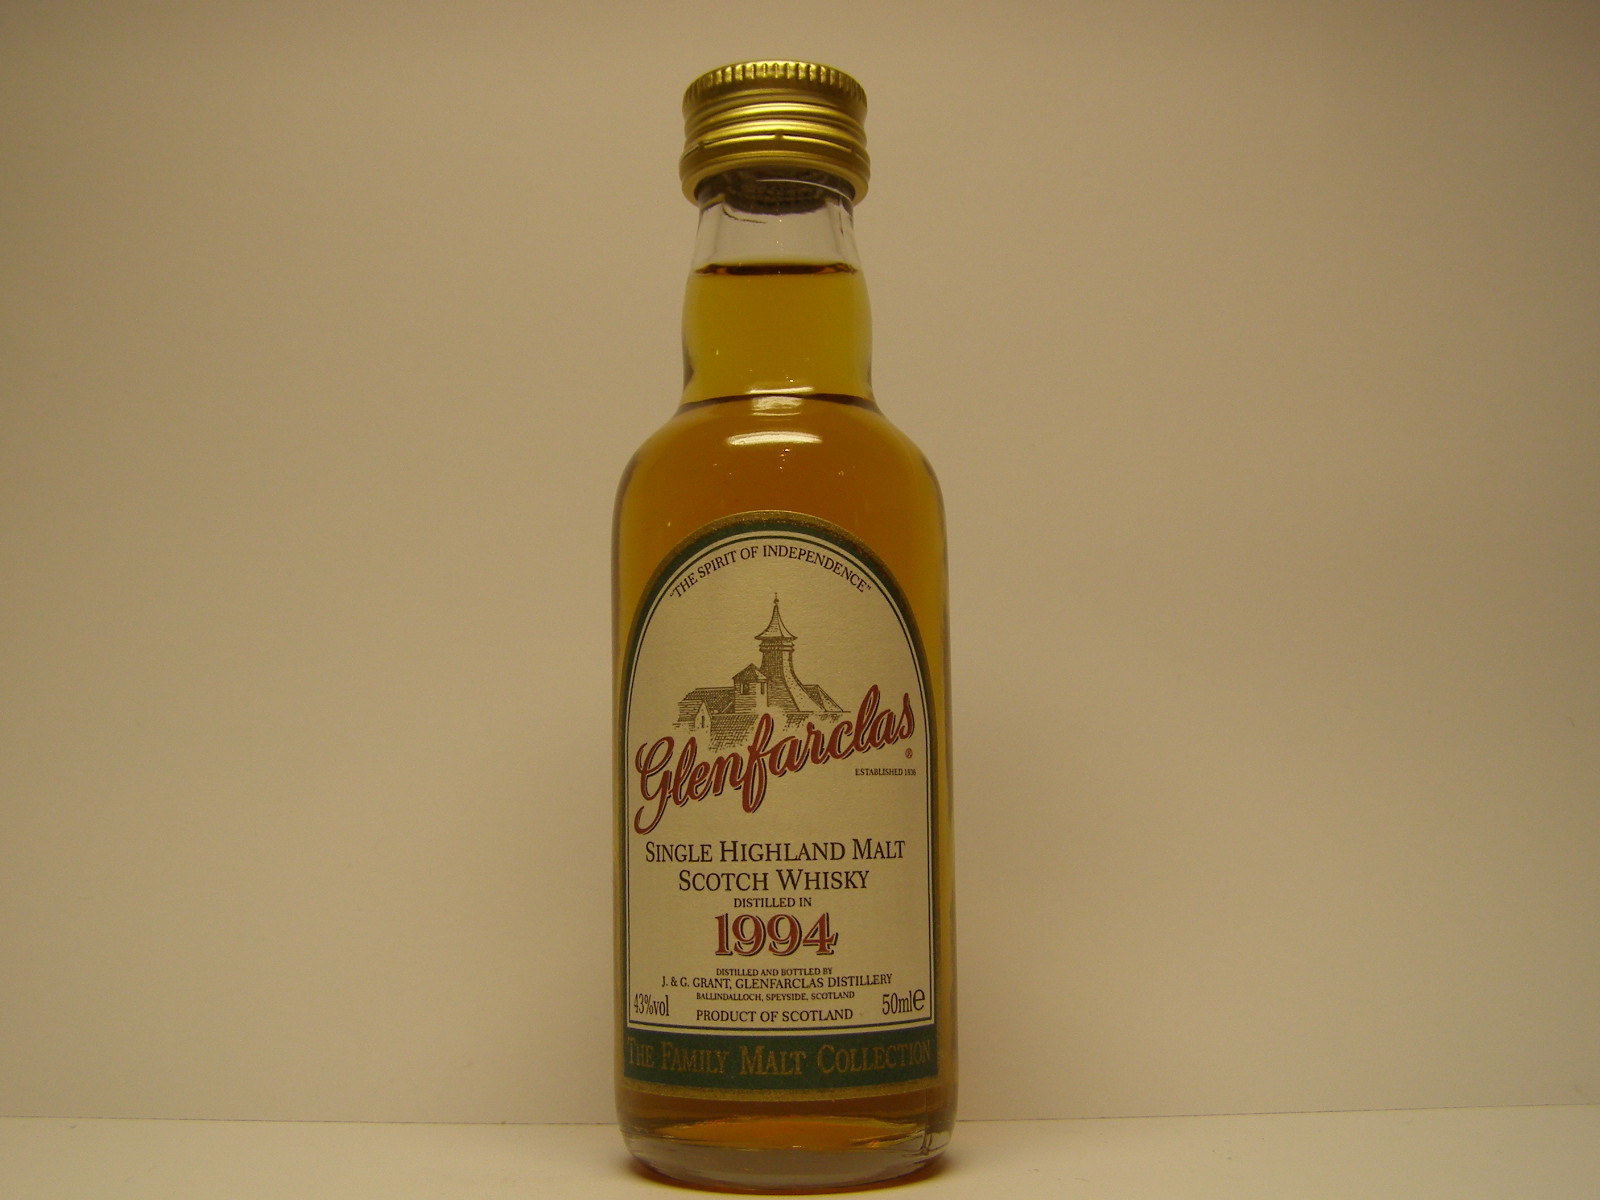 "THE SPIRIT OF INDEPENDENCE"
Glenfarclas®
ESTABLISHED 1836
SINGLE HIGHLAND MALT
SCOTCH WHISKY
DISTILLED IN
1994
DISTILLED AND BOTTLED BY
J. & G. GRANT, GLENFARCLAS DISTILLERY
BALLINDALLOCH, SPEYSIDE, SCOTLAND
43%vol
PRODUCT OF SCOTLAND
50ml℮
THE FAMILY MALT COLLECTION